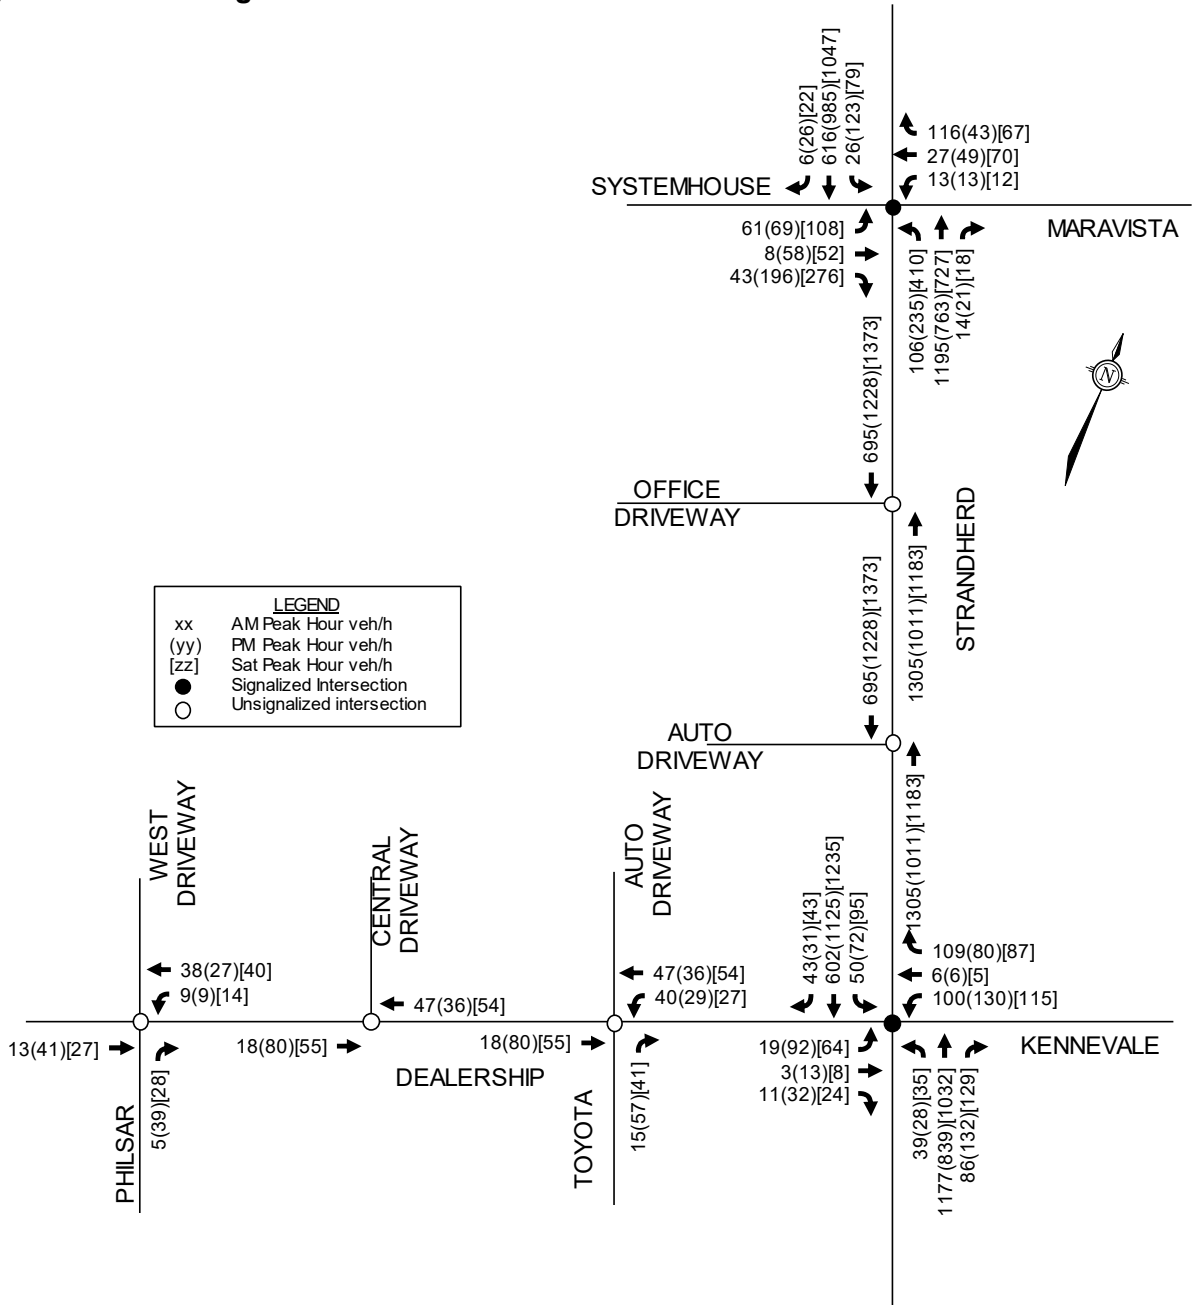 6(26)[22]
616(985)[1047]
26(123)[79]
116(43)[67]
27(49)[70]
13(13)[12]
SYSTEMHOUSE
MARAVISTA
61(69)[108]
8(58)[52]
43(196)[276]
106(235)[410]
1195(763)[727]
14(21)[18]
695(1228)[1373]
N
OFFICE
DRIVEWAY
STRANDHERD
1305(1011)[1183]
695(1228)[1373]
AUTO
DRIVEWAY
LEGEND
xx AM Peak Hour veh/h
(yy) PM Peak Hour veh/h
[zz] Sat Peak Hour veh/h
Signalized Intersection
Unsignalized intersection
1305(1011)[1183]
WEST
DRIVEWAY
CENTRAL
DRIVEWAY
AUTO
DRIVEWAY
43(31)[43]
602(1125)[1235]
50(72)[95]
109(80)[87]
6(6)[5]
100(130)[115]
38(27)[40]
9(9)[14]
47(36)[54]
47(36)[54]
40(29)[27]
13(41)[27]
5(39)[28]
18(80)[55]
18(80)[55]
15(57)[41]
19(92)[64]
3(13)[8]
11(32)[24]
KENNEVALE
DEALERSHIP
39(28)[35]
1177(839)[1032]
86(132)[129]
PHILSAR
TOYOTA